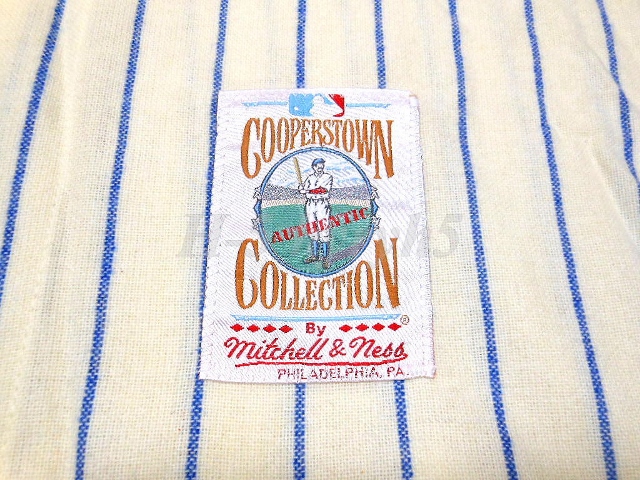 COOPERSTOWN
AUTHENTIC
COLLECTION
®
By
Mitchell & Ness
PHILADELPHIA, PA.